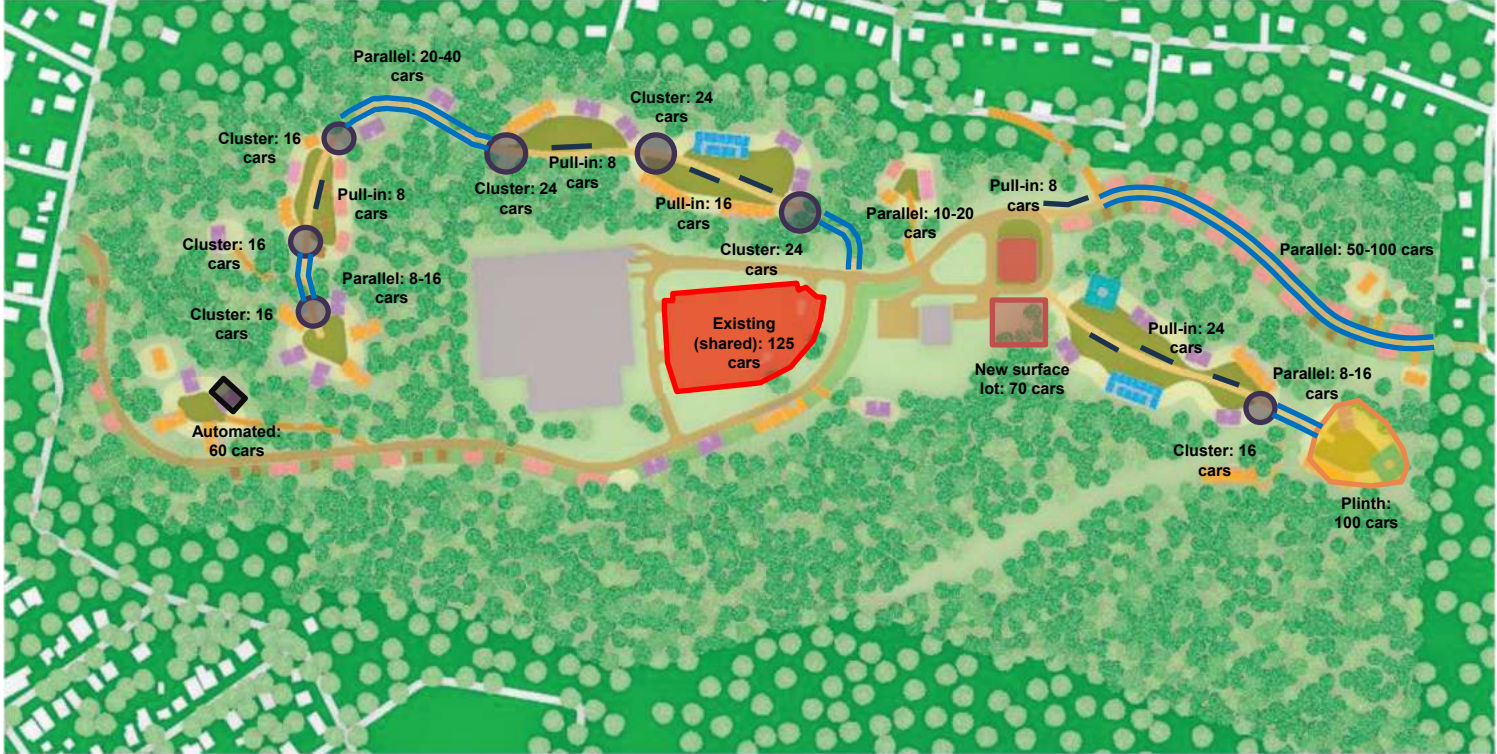 Parallel: 20-40
cars
Cluster: 24
cars
Cluster: 16
cars
Pull-in: 8
cars
Cluster: 24
cars
Pull-in: 8
cars
Pull-in: 16
cars
Parallel: 10-20
cars
Pull-in: 8
cars
Cluster: 16
cars
Cluster: 24
cars
Parallel: 50-100 cars
Parallel: 8-16
cars
Cluster: 16
cars
Existing
(shared): 125
cars
Pull-in: 24
cars
New surface
lot: 70 cars
Parallel: 8-16
cars
Automated:
60 cars
Cluster: 16
cars
Plinth:
100 cars